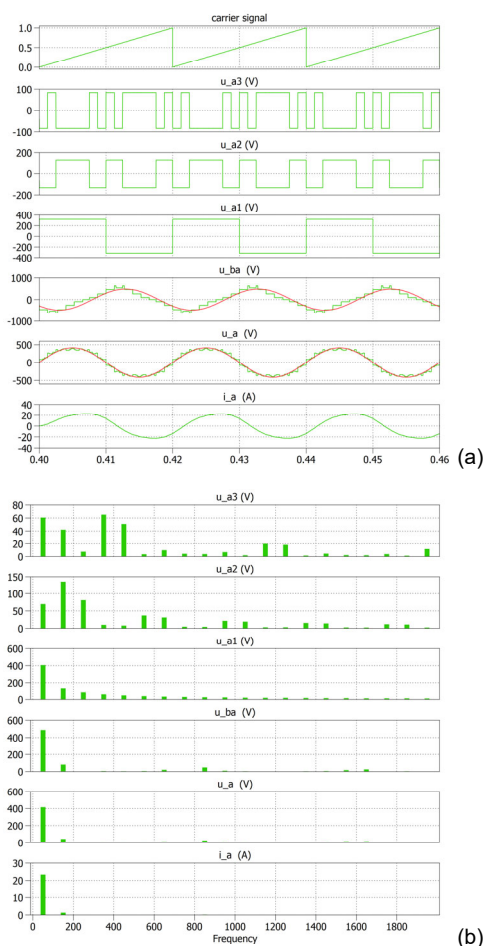 carrier signal
1.0
0.5
0.0
u_a3 (V)
100
0
-100
u_a2 (V)
200
0
-200
u_a1 (V)
400
200
0
-200
-400
u_ba (V)
1000
0
-1000
u_a (V)
500
0
-500
i_a (A)
40
20
0
-20
-40
0.40 0.41 0.42 0.43 0.44 0.45 0.46
(a)
u_a3 (V)
80
60
40
20
0
u_a2 (V)
150
100
50
0
u_a1 (V)
600
400
200
0
u_ba (V)
600
400
200
0
u_a (V)
600
400
200
0
i_a (A)
30
20
10
0
0 200 400 600 800 1000 1200 1400 1600 1800
Frequency
(b)